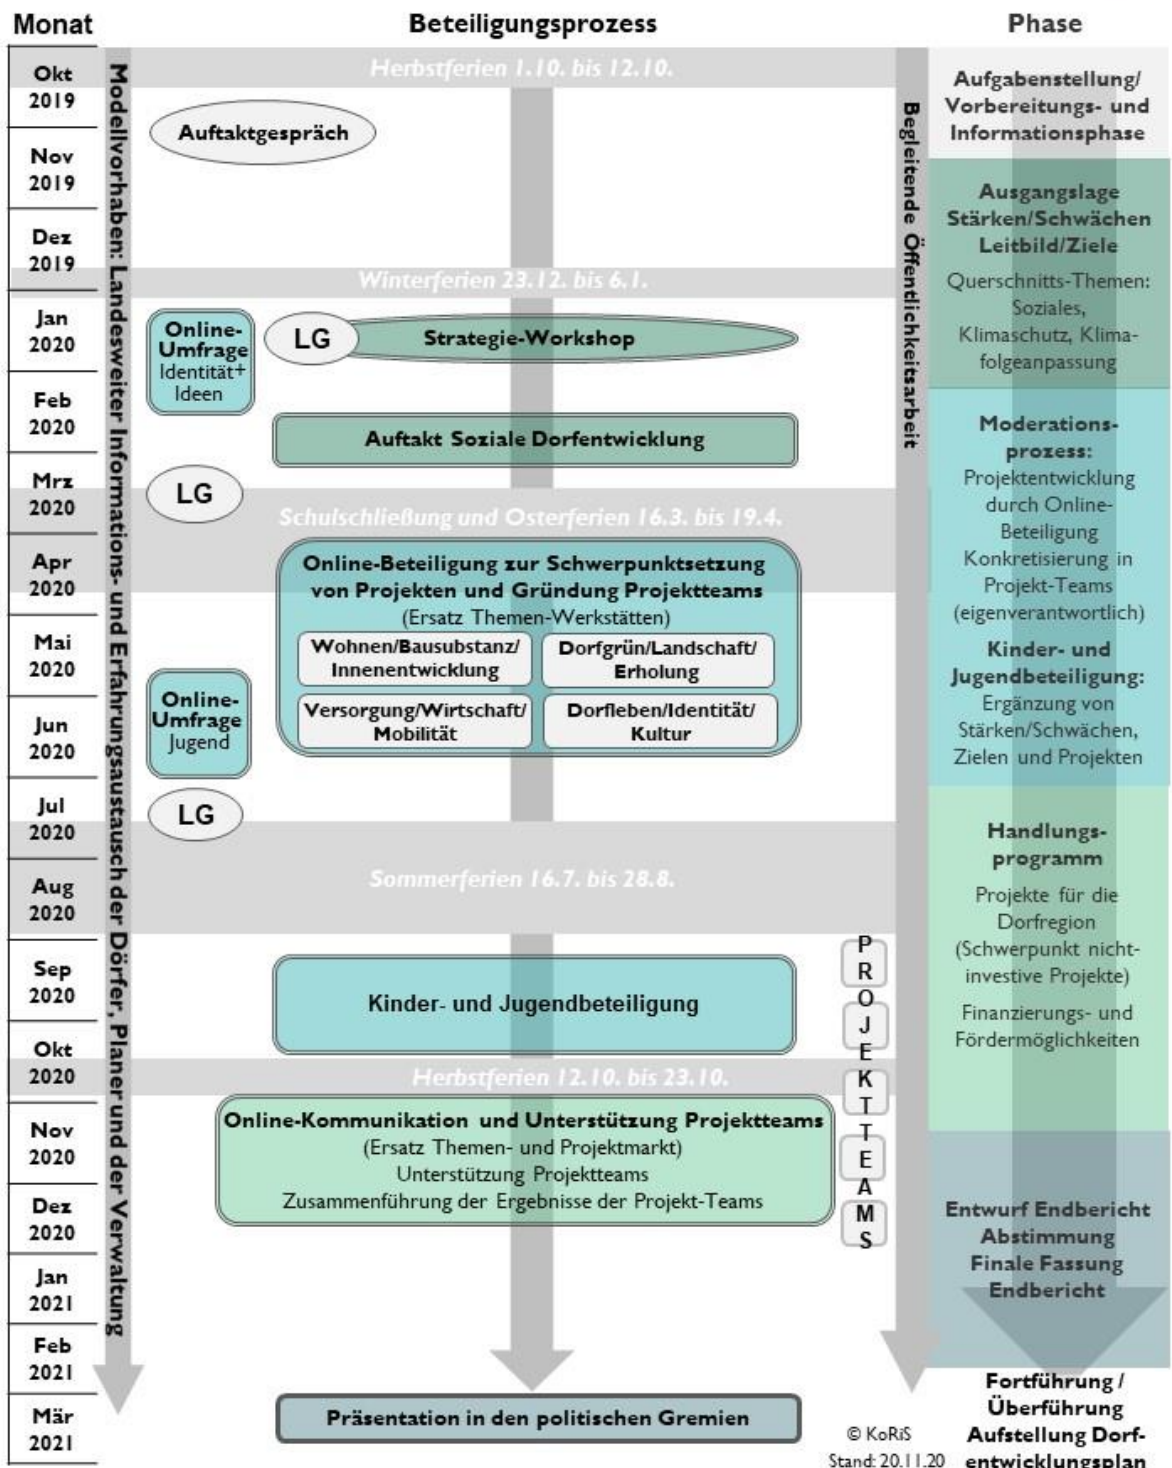 Monat
Beteiligungsprozess
Phase
Okt
2019
Nov
2019
Dez
2019
Jan
2020
Feb
2020
Mrz
2020
Apr
2020
Mai
2020
Jun
2020
Jul
2020
Aug
2020
Sep
2020
Okt
2020
Nov
2020
Dez
2020
Jan
2021
Feb
2021
Mär
2021
Modellvorhaben: Landesweiter Informations- und Erfahrungsaustausch der Dörfer, Planer und der Verwaltung
Herbstferien 1.10. bis 12.10.
Auftaktgespräch
Winterferien 23.12. bis 6.1.
Online-
Umfrage
Identität+
Ideen
LG
Strategie-Workshop
Auftakt Soziale Dorfentwicklung
LG
Schulschließung und Osterferien 16.3. bis 19.4.
Online-Beteiligung zur Schwerpunktsetzung
von Projekten und Gründung Projektteams
(Ersatz Themen-Werkstätten)
Wohnen/Bausubstanz/
Innenentwicklung
Dorfgrün/Landschaft/
Erholung
Versorgung/Wirtschaft/
Mobilität
Dorfleben/Identität/
Kultur
Online-
Umfrage
Jugend
LG
Sommerferien 16.7. bis 28.8.
Kinder- und Jugendbeteiligung
Herbstferien 12.10. bis 23.10.
Online-Kommunikation und Unterstützung Projektteams
(Ersatz Themen- und Projektmarkt)
Unterstützung Projektteams
Zusammenführung der Ergebnisse der Projekt-Teams
PROJEKTTEAMS
Präsentation in den politischen Gremien
Begleitende Öffentlichkeitsarbeit
Aufgabenstellung/
Vorbereitungs- und
Informationsphase
Ausgangslage
Stärken/Schwächen
Leitbild/Ziele
Querschnitts-Themen:
Soziales,
Klimaschutz, Klima-
folgeanpassung
Moderations-
prozess:
Projektentwicklung
durch Online-
Beteiligung
Konkretisierung in
Projekt-Teams
(eigenverantwortlich)
Kinder- und
Jugendbeteiligung:
Ergänzung von
Stärken/Schwächen,
Zielen und Projekten
Handlungs-
programm
Projekte für die
Dorfregion
(Schwerpunkt nicht-
investive Projekte)
Finanzierungs- und
Fördermöglichkeiten
Entwurf Endbericht
Abstimmung
Finale Fassung
Endbericht
Fortführung /
Überführung
Aufstellung Dorf-
entwicklungsplan
© KoRiS
Stand: 20.11.20